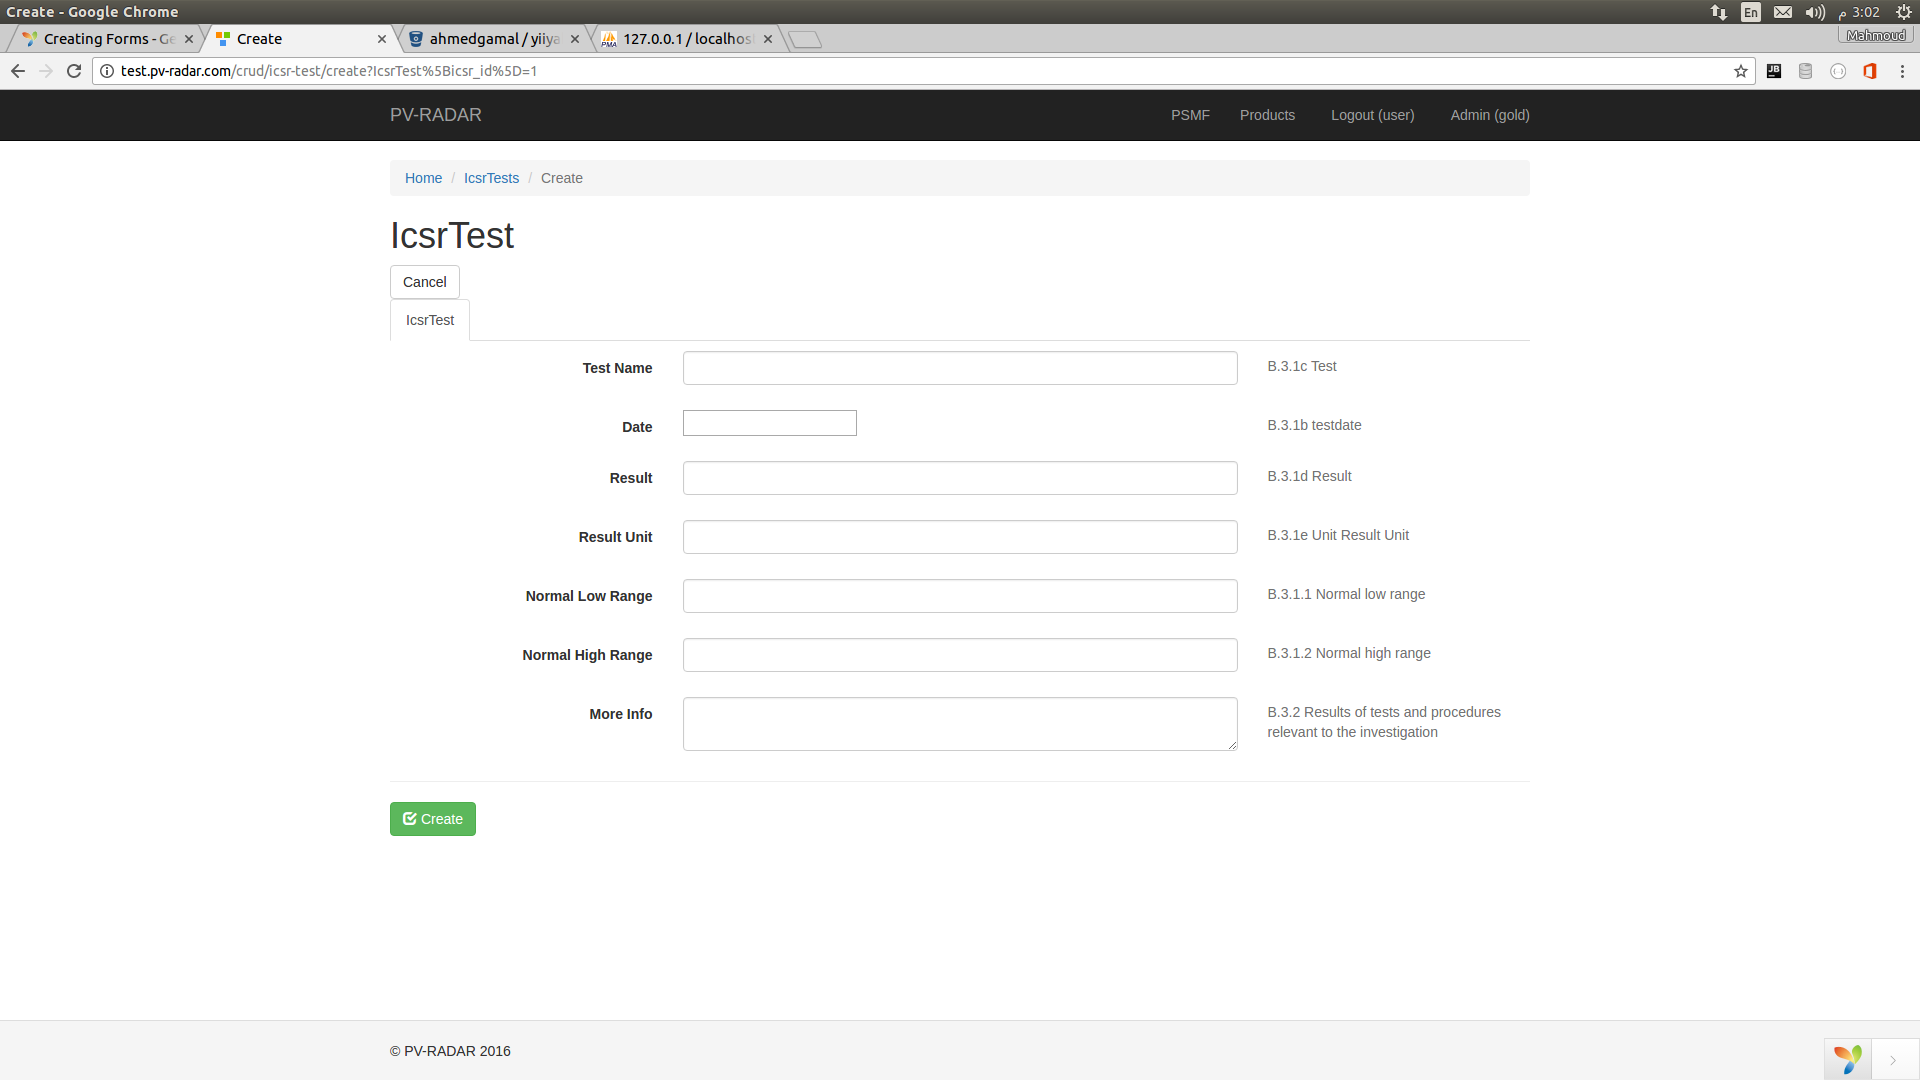 Create - Google Chrome
En
م 3:02
Creating Forms - Ge
Create
ahmedgamal / yiiya
127.0.0.1 / localhos
Mahmoud
test.pv-radar.com/crud/icsr-test/create?IcsrTest%5Bicsr_id%5D=1
PV-RADAR
PSMF
Products
Logout (user)
Admin (gold)
Home / IcsrTests / Create
IcsrTest
Cancel
IcsrTest
Test Name
B.3.1c Test
Date
B.3.1b testdate
Result
B.3.1d Result
Result Unit
B.3.1e Unit Result Unit
Normal Low Range
B.3.1.1 Normal low range
Normal High Range
B.3.1.2 Normal high range
More Info
B.3.2 Results of tests and procedures
relevant to the investigation
Create
© PV-RADAR 2016